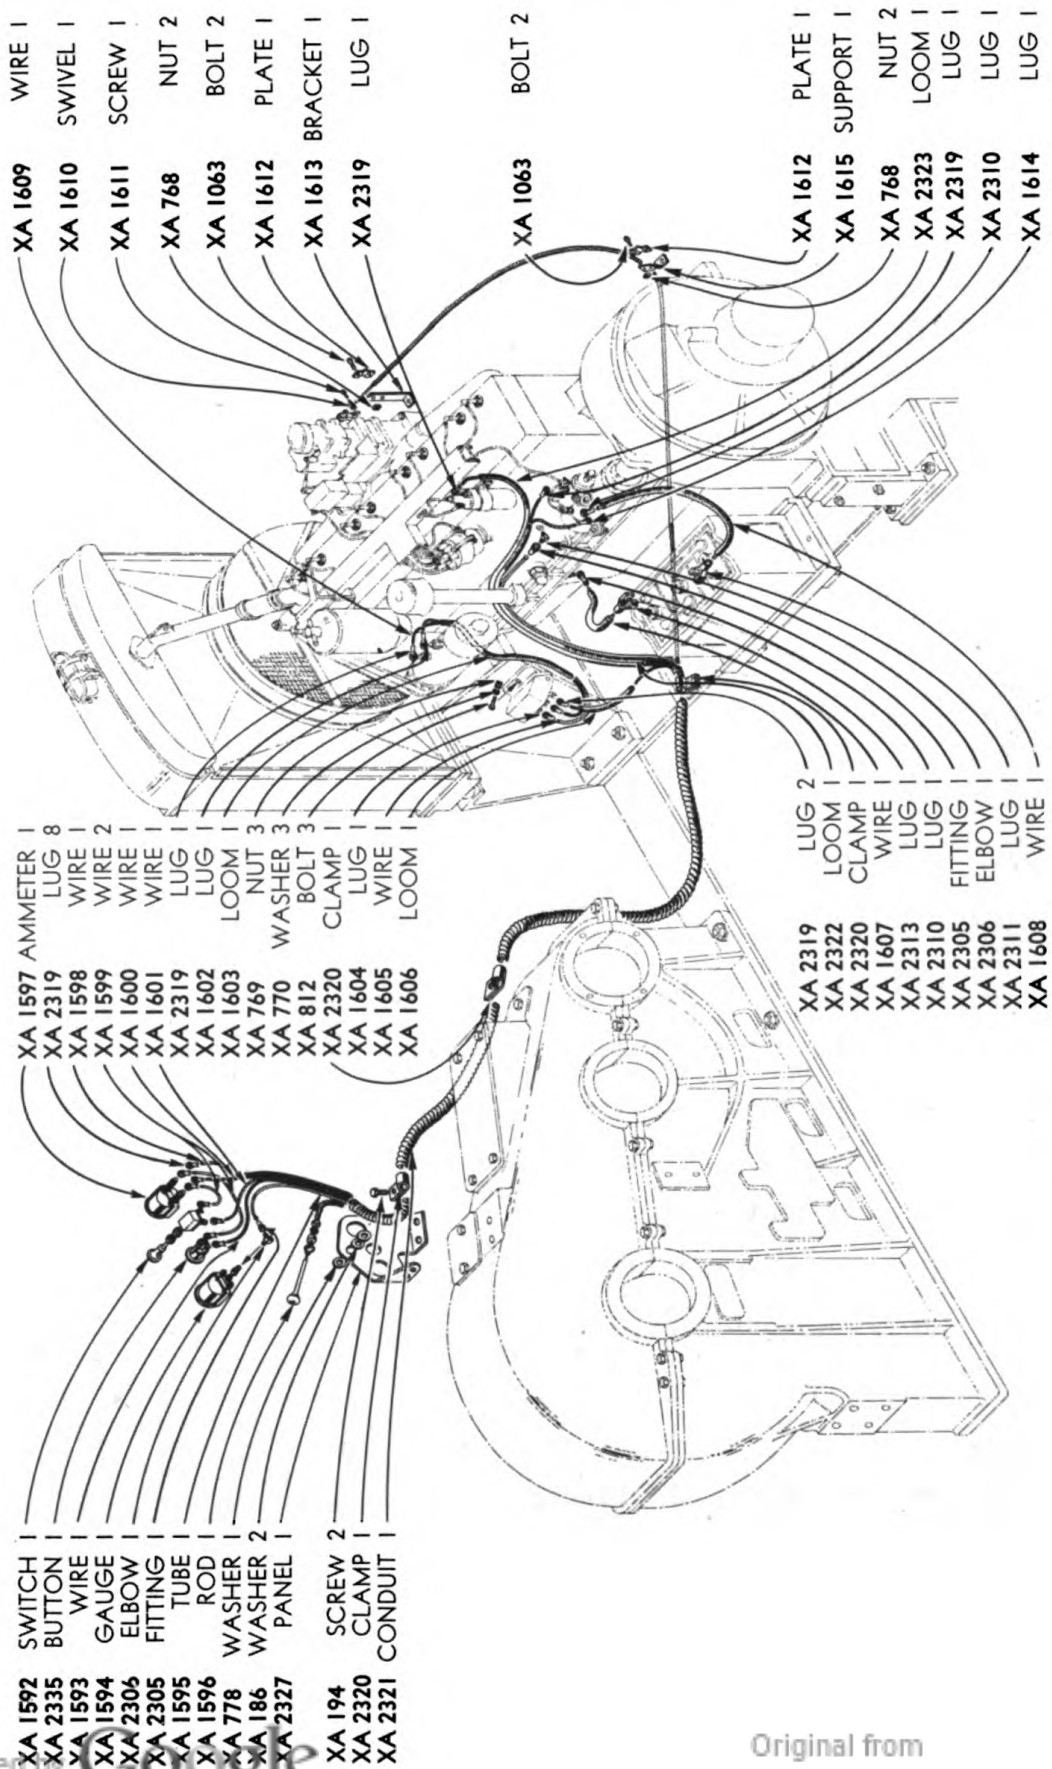 XA 1592 SWITCH 1
XA 2335 BUTTON 1
XA 1593 WIRE 1
XA 1594 GAUGE 1
XA 2306 ELBOW 1
XA 2305 FITTING 1
XA 1595 TUBE 1
XA 1596 ROD 1
XA 778 WASHER 1
XA 186 WASHER 2
XA 2327 PANEL 1
XA 194 SCREW 2
XA 2320 CLAMP 1
XA 2321 CONDUIT 1
XA 1597 AMMETER 1
XA 2319 LUG 8
XA 1598 WIRE 1
XA 1599 WIRE 2
XA 1600 WIRE 1
XA 1601 WIRE 1
XA 2319 LUG 1
XA 1602 LUG 1
XA 1603 LOOM 1
XA 769 NUT 3
XA 770 WASHER 3
XA 812 BOLT 3
XA 2320 CLAMP 1
XA 1604 LUG 1
XA 1605 WIRE 1
XA 1606 LOOM 1
XA 1609 WIRE 1
XA 1610 SWIVEL 1
XA 1611 SCREW 1
XA 768 NUT 2
XA 1063 BOLT 2
XA 1612 PLATE 1
XA 1613 BRACKET 1
XA 2319 LUG 1
XA 1063 BOLT 2
XA 1612 PLATE 1
XA 1615 SUPPORT 1
XA 768 NUT 2
XA 2323 LOOM 1
XA 2319 LUG 1
XA 2310 LUG 1
XA 1614 LUG 1
XA 2319 LUG 2
XA 2322 LOOM 1
XA 2320 CLAMP 1
XA 1607 WIRE 1
XA 2313 LUG 1
XA 2310 LUG 1
XA 2305 FITTING 1
XA 2306 ELBOW 1
XA 2311 LUG 1
XA 1608 WIRE 1
Google
Original from